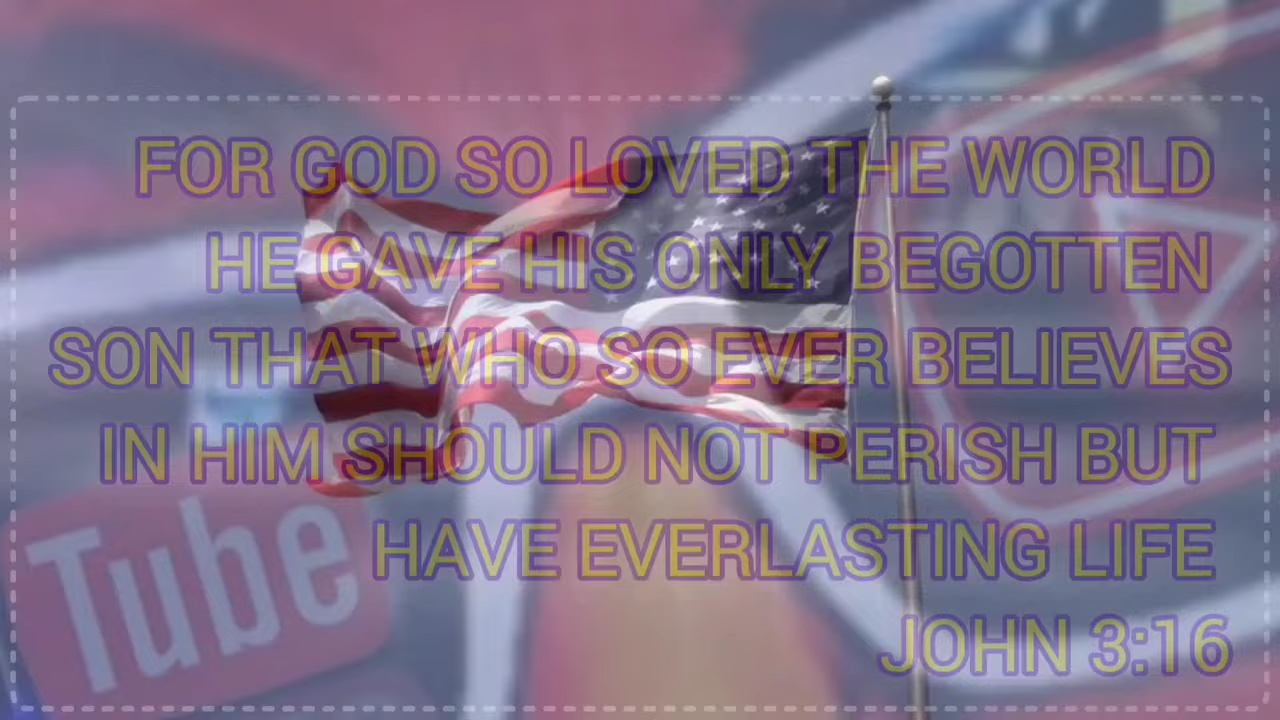 FOR GOD SO LOVED THE WORLD
HE GAVE HIS ONLY BEGOTTEN
SON THAT WHO SO EVER BELIEVES
IN HIM SHOULD NOT PERISH BUT
HAVE EVERLASTING LIFE
JOHN 3:16
Tube